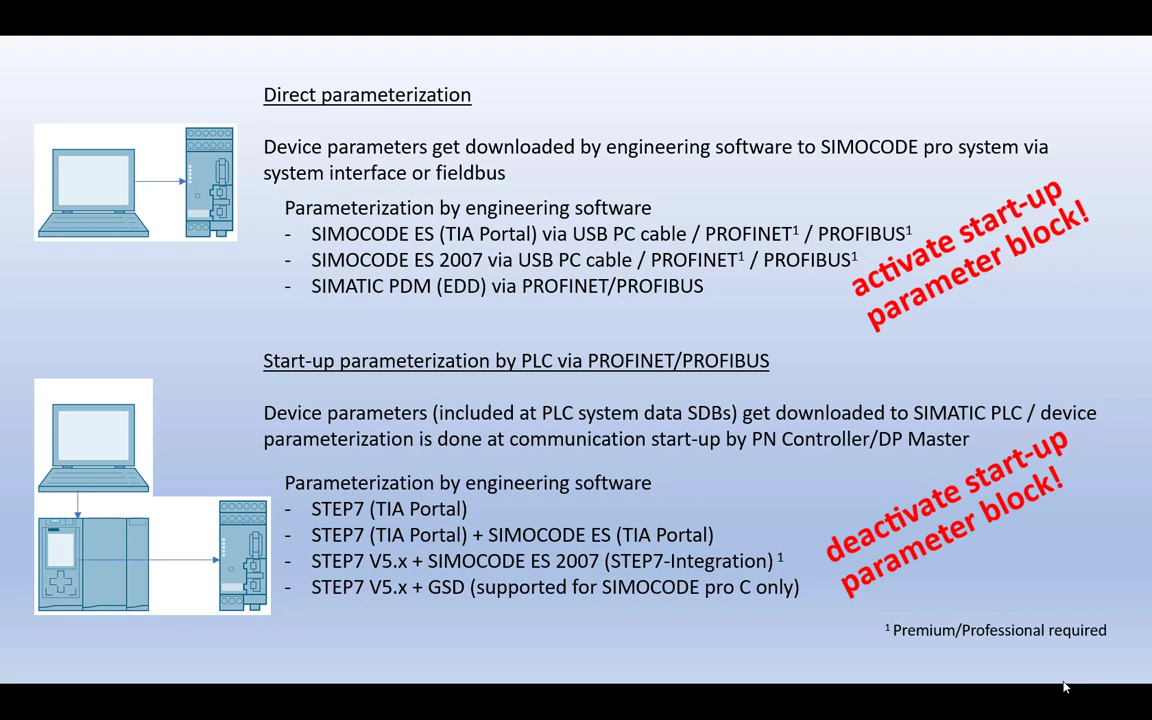 Direct parameterization
Device parameters get downloaded by engineering software to SIMOCODE pro system via
system interface or fieldbus
Parameterization by engineering software
- SIMOCODE ES (TIA Portal) via USB PC cable / PROFINET¹ / PROFIBUS¹
- SIMOCODE ES 2007 via USB PC cable / PROFINET¹ / PROFIBUS¹
- SIMATIC PDM (EDD) via PROFINET/PROFIBUS
activate start-up
parameter block!
Start-up parameterization by PLC via PROFINET/PROFIBUS
Device parameters (included at PLC system data SDBs) get downloaded to SIMATIC PLC / device
parameterization is done at communication start-up by PN Controller/DP Master
Parameterization by engineering software
- STEP7 (TIA Portal)
- STEP7 (TIA Portal) + SIMOCODE ES (TIA Portal)
- STEP7 V5.x + SIMOCODE ES 2007 (STEP7-Integration) ¹
- STEP7 V5.x + GSD (supported for SIMOCODE pro C only)
deactivate start-up
parameter block!
¹ Premium/Professional required